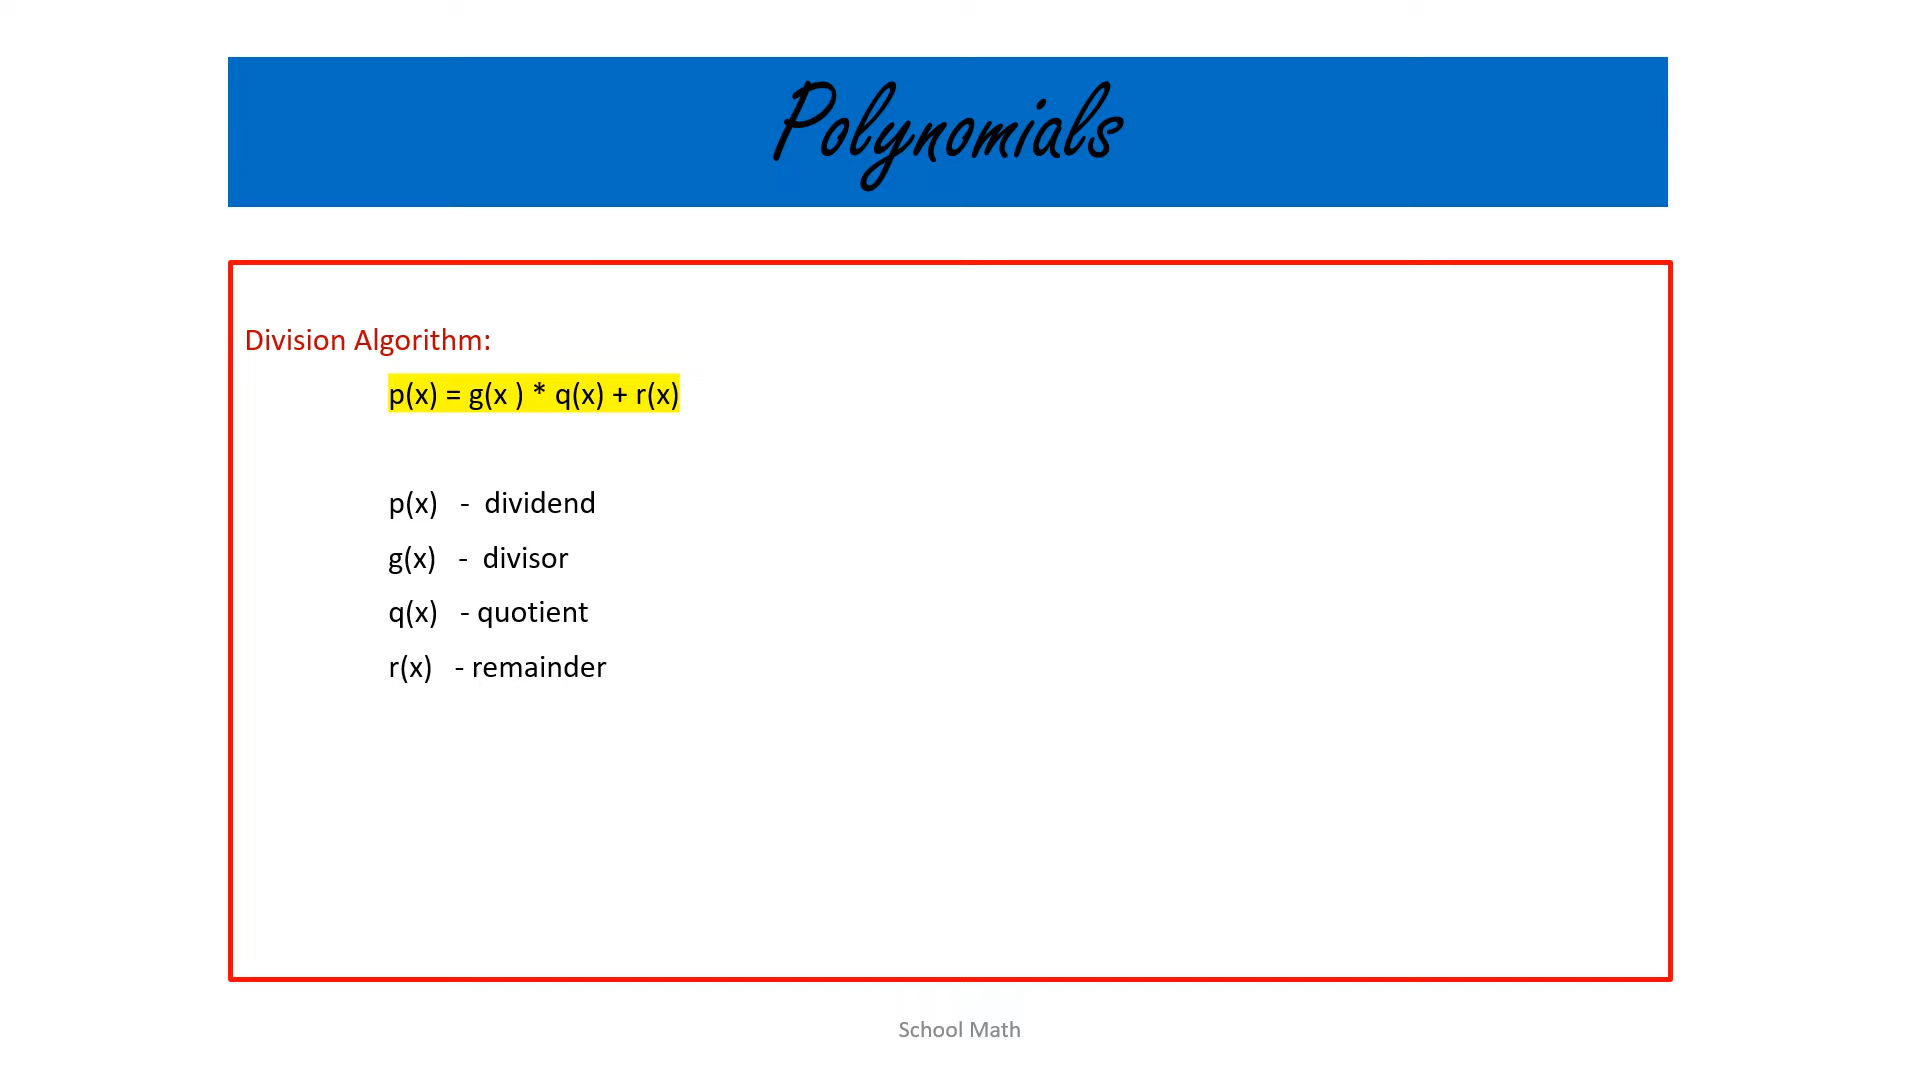 Polynomials
Division Algorithm:
p(x) = g(x ) * q(x) + r(x)
p(x) - dividend
g(x) - divisor
q(x) - quotient
r(x) - remainder
School Math